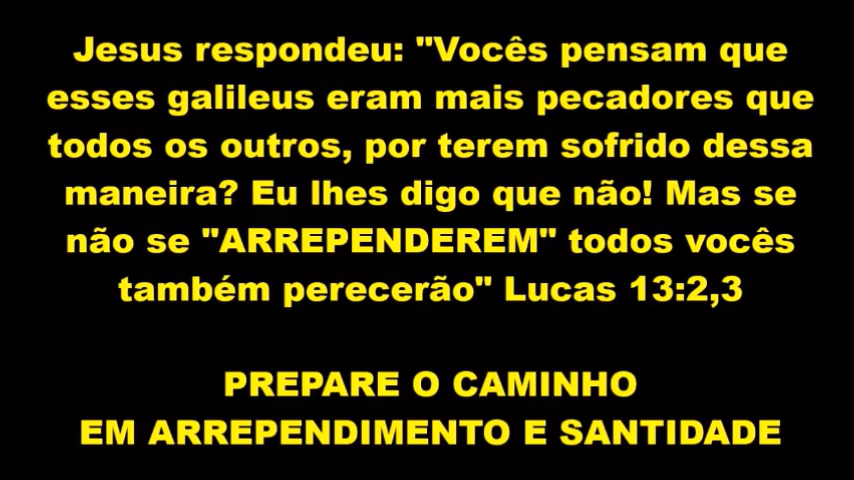 Jesus respondeu: "Vocês pensam que
esses galileus eram mais pecadores que
todos os outros, por terem sofrido dessa
maneira? Eu lhes digo que não! Mas se
não se "ARREPENDEREM" todos vocês
também perecerão" Lucas 13:2,3
PREPARE O CAMINHO
EM ARREPENDIMENTO E SANTIDADE